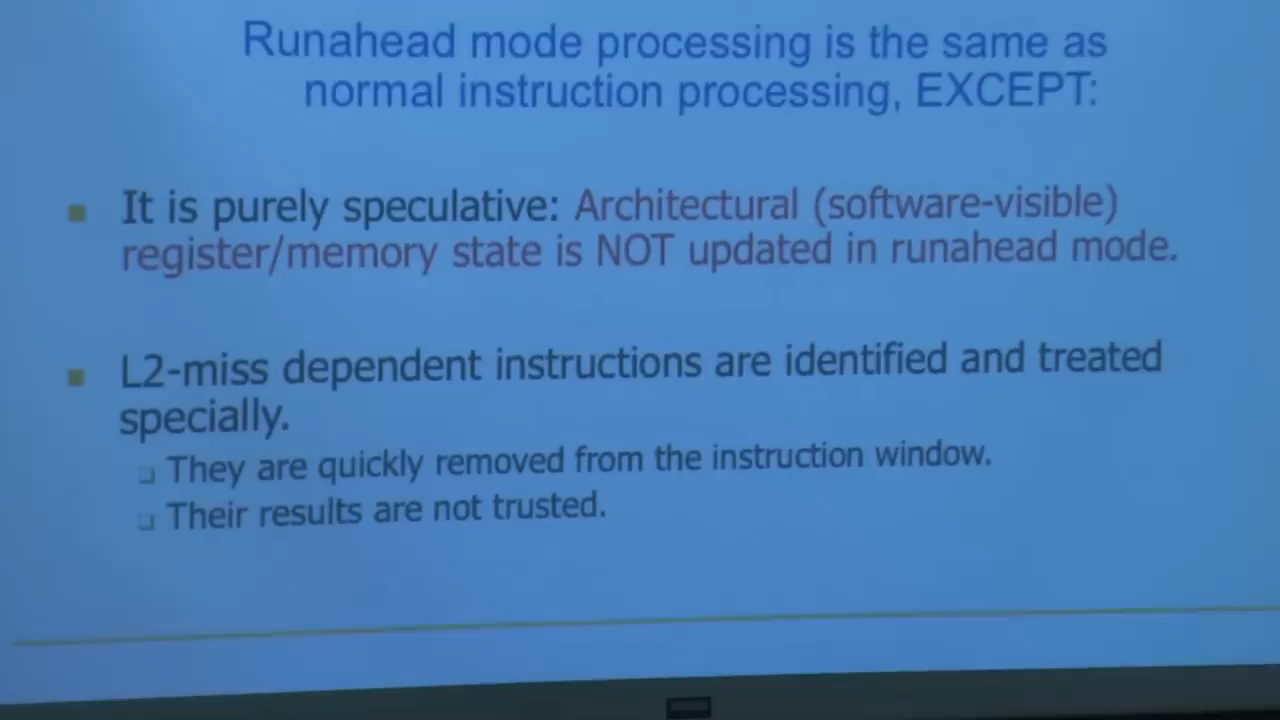 Runahead mode processing is the same as
normal instruction processing, EXCEPT:
It is purely speculative: Architectural (software-visible)
register/memory state is NOT updated in runahead mode.
L2-miss dependent instructions are identified and treated
specially.
They are quickly removed from the instruction window.
Their results are not trusted.